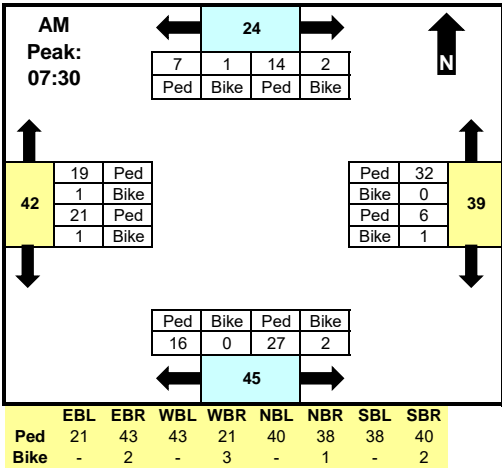 AM
Peak:
07:30
24
7 1 14 2
Ped Bike Ped Bike
N
42
19 Ped
1 Bike
21 Ped
1 Bike
Ped 32
Bike 0
Ped 6
Bike 1
39
Ped Bike Ped Bike
16 0 27 2
45
EBL EBR WBL WBR NBL NBR SBL SBR
Ped 21 43 43 21 40 38 38 40
Bike - 2 - 3 - 1 - 2